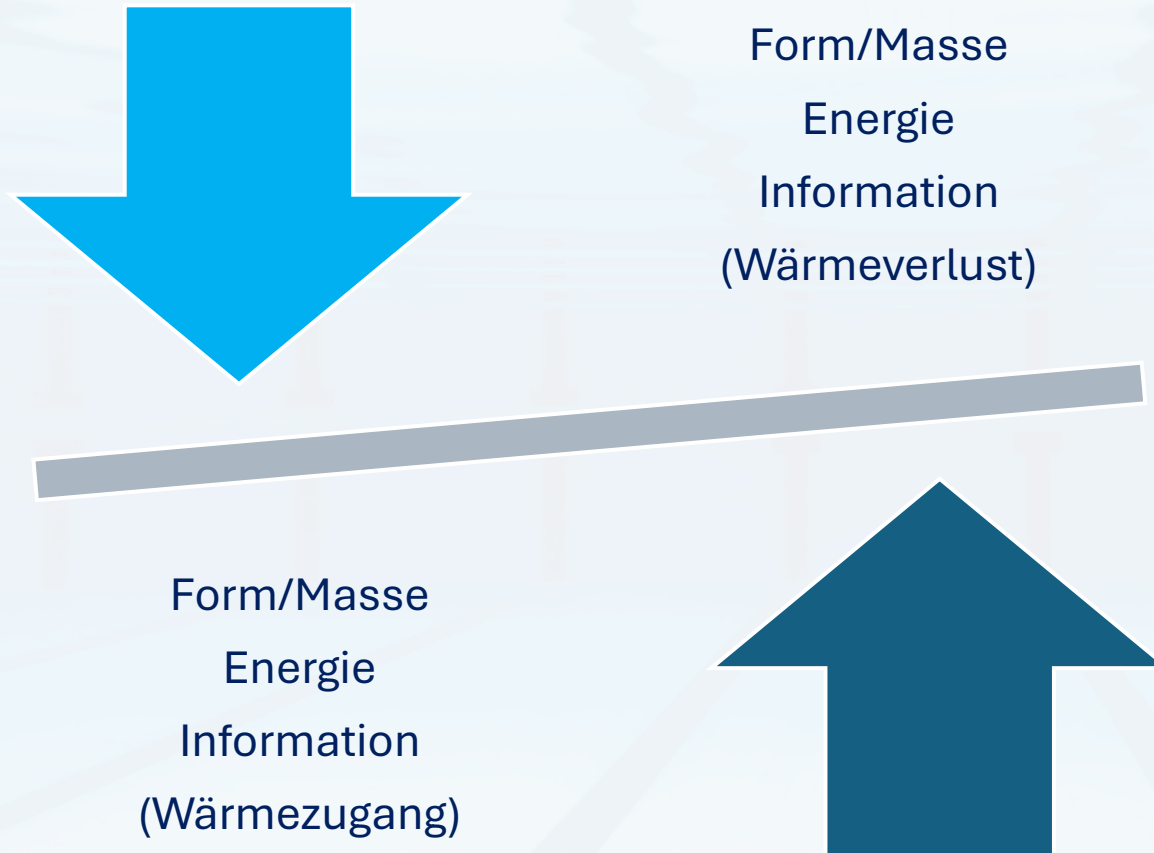 Form/Masse
Energie
Information
(Wärmeverlust)
Form/Masse
Energie
Information
(Wärmezugang)